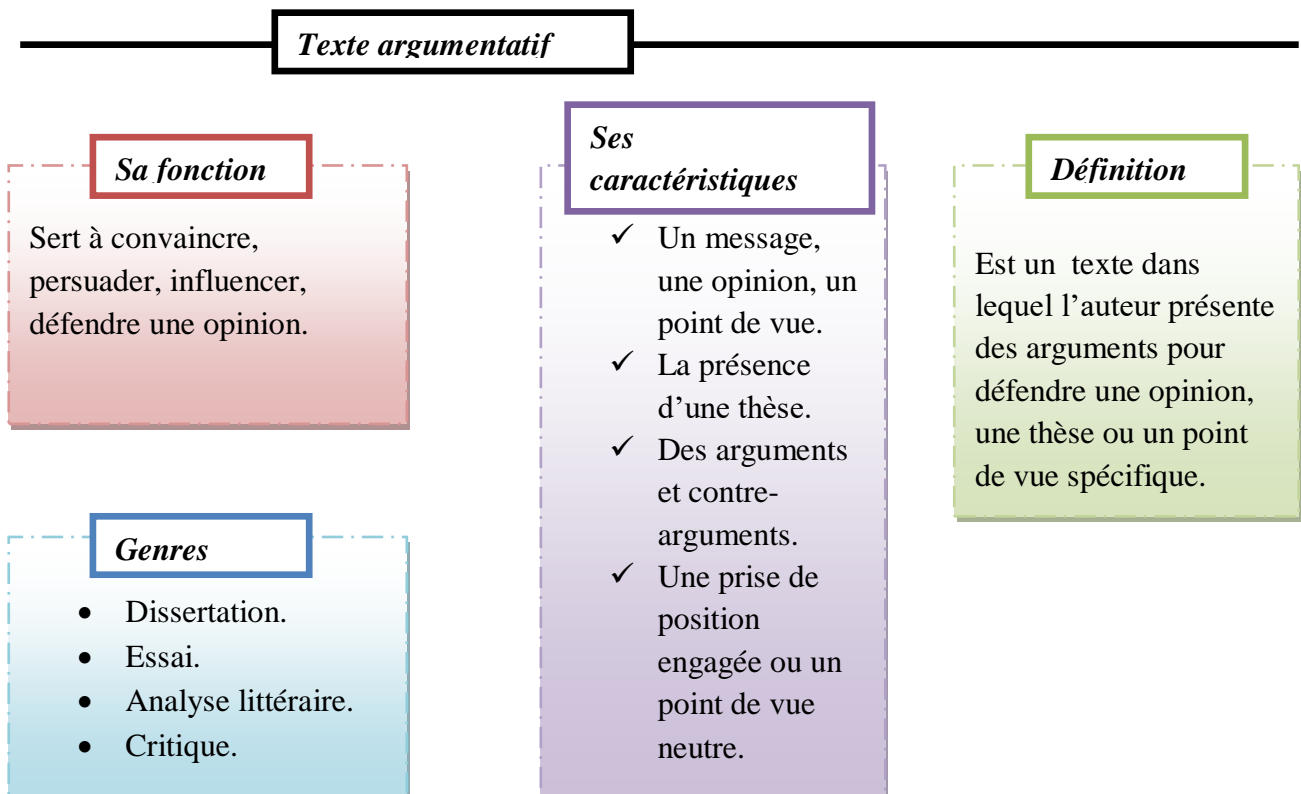 Texte argumentatif
Sa fonction
Sert à convaincre,
persuader, influencer,
défendre une opinion.
Genres
• Dissertation.
• Essai.
• Analyse littéraire.
• Critique.
Ses
caractéristiques
✓ Un message,
une opinion, un
point de vue.
✓ La présence
d’une thèse.
✓ Des arguments
et contre-
arguments.
✓ Une prise de
position
engagée ou un
point de vue
neutre.
Définition
Est un texte dans
lequel l’auteur présente
des arguments pour
défendre une opinion,
une thèse ou un point
de vue spécifique.